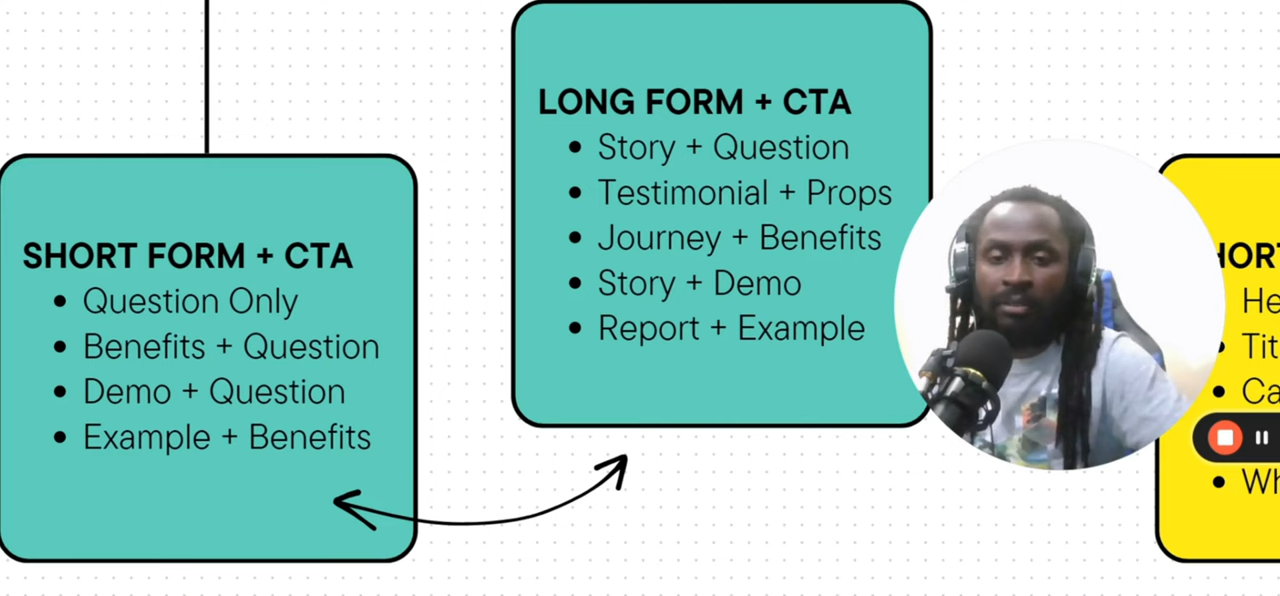 LONG FORM + CTA
• Story + Question
• Testimonial + Props
• Journey + Benefits
• Story + Demo
• Report + Example
SHORT FORM + CTA
• Question Only
• Benefits + Question
• Demo + Question
• Example + Benefits